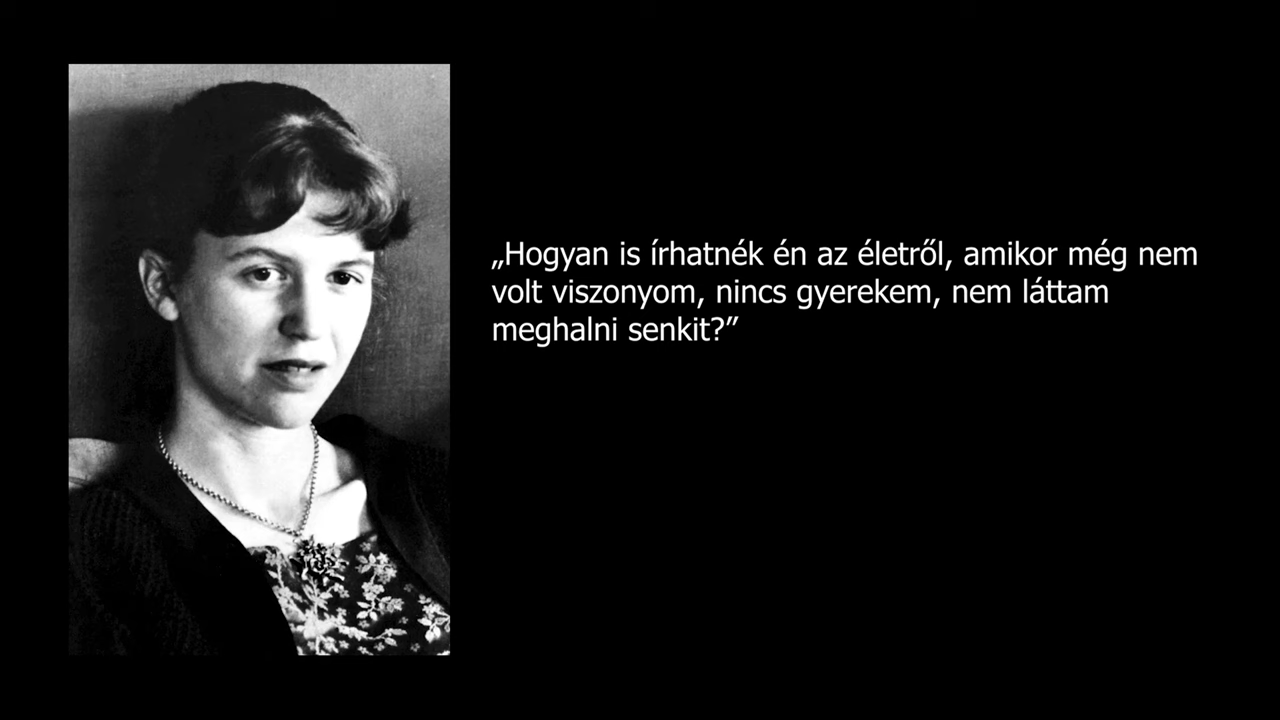 „Hogyan is írhatnék én az életről, amikor még nem
volt viszonyom, nincs gyerekem, nem láttam
meghalni senkit?”